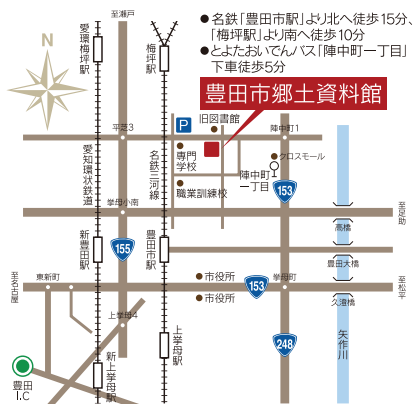 至瀬戸
●名鉄「豊田市駅」より北へ徒歩15分、
「梅坪駅」より南へ徒歩10分
●とよたおいでんバス「陣中町一丁目」
下車徒歩5分
愛環梅坪駅
梅坪駅
N
豊田市郷土資料館
P
旧図書館
平芝3
陣中町1
専門
学校
クロスモール
陣中町
一丁目
職業訓練校
153
愛知環状鉄道
名鉄三河線
挙母小南
至足助
高橋
新豊田駅
155
豊田市駅
豊田大橋
至名古屋
東新町
市役所
153
挙母町
至松平
市役所
久澄橋
上挙母4
上挙母駅
248
矢作川
新上挙母駅
豊田
I.C